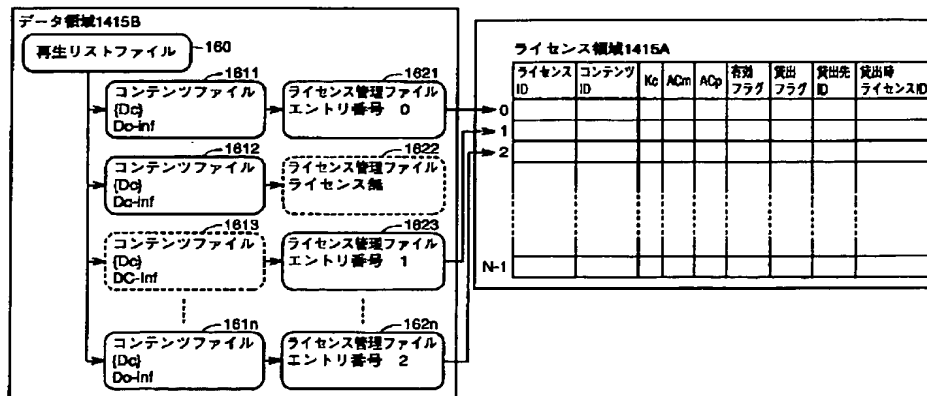 データ領域1415B
再生リストファイル
160
1611
コンテンツファイル
{Dc}
Dc-inf
1621
ライセンス管理ファイル
エントリ番号 0
1612
コンテンツファイル
{Dc}
Dc-inf
1622
ライセンス管理ファイル
ライセンス無
1613
コンテンツファイル
{Dc}
DC-inf
1623
ライセンス管理ファイル
エントリ番号 1
161n
コンテンツファイル
{Dc}
Dc-inf
162n
ライセンス管理ファイル
エントリ番号 2
ライセンス領域1415A
ライセンスID
コンテンツID
Kc
ACm
ACp
有効フラグ
貸出フラグ
貸出先ID
貸出時ライセンスID
0
1
2
N-1